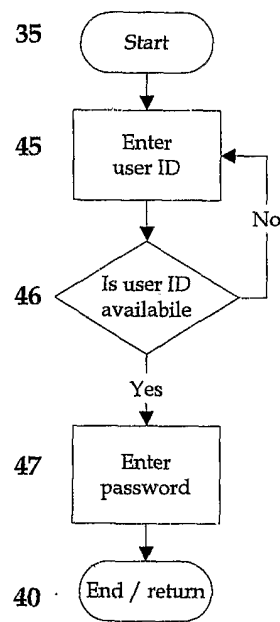 35
Start
45
Enter
user ID
No
46
Is user ID
availabile
Yes
47
Enter
password
40
End / return